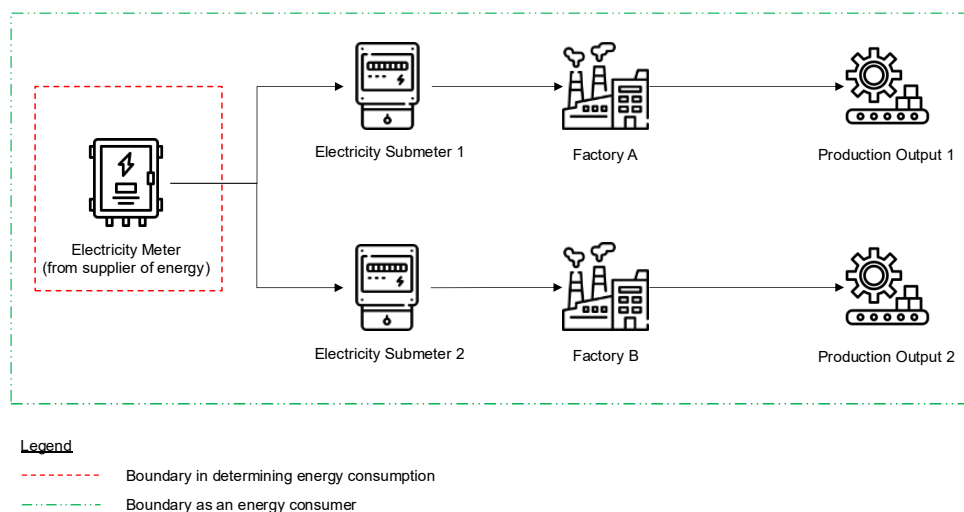 Electricity Submeter 1
Factory A
Production Output 1
Electricity Meter
(from supplier of energy)
Electricity Submeter 2
Factory B
Production Output 2
Legend
Boundary in determining energy consumption
Boundary as an energy consumer